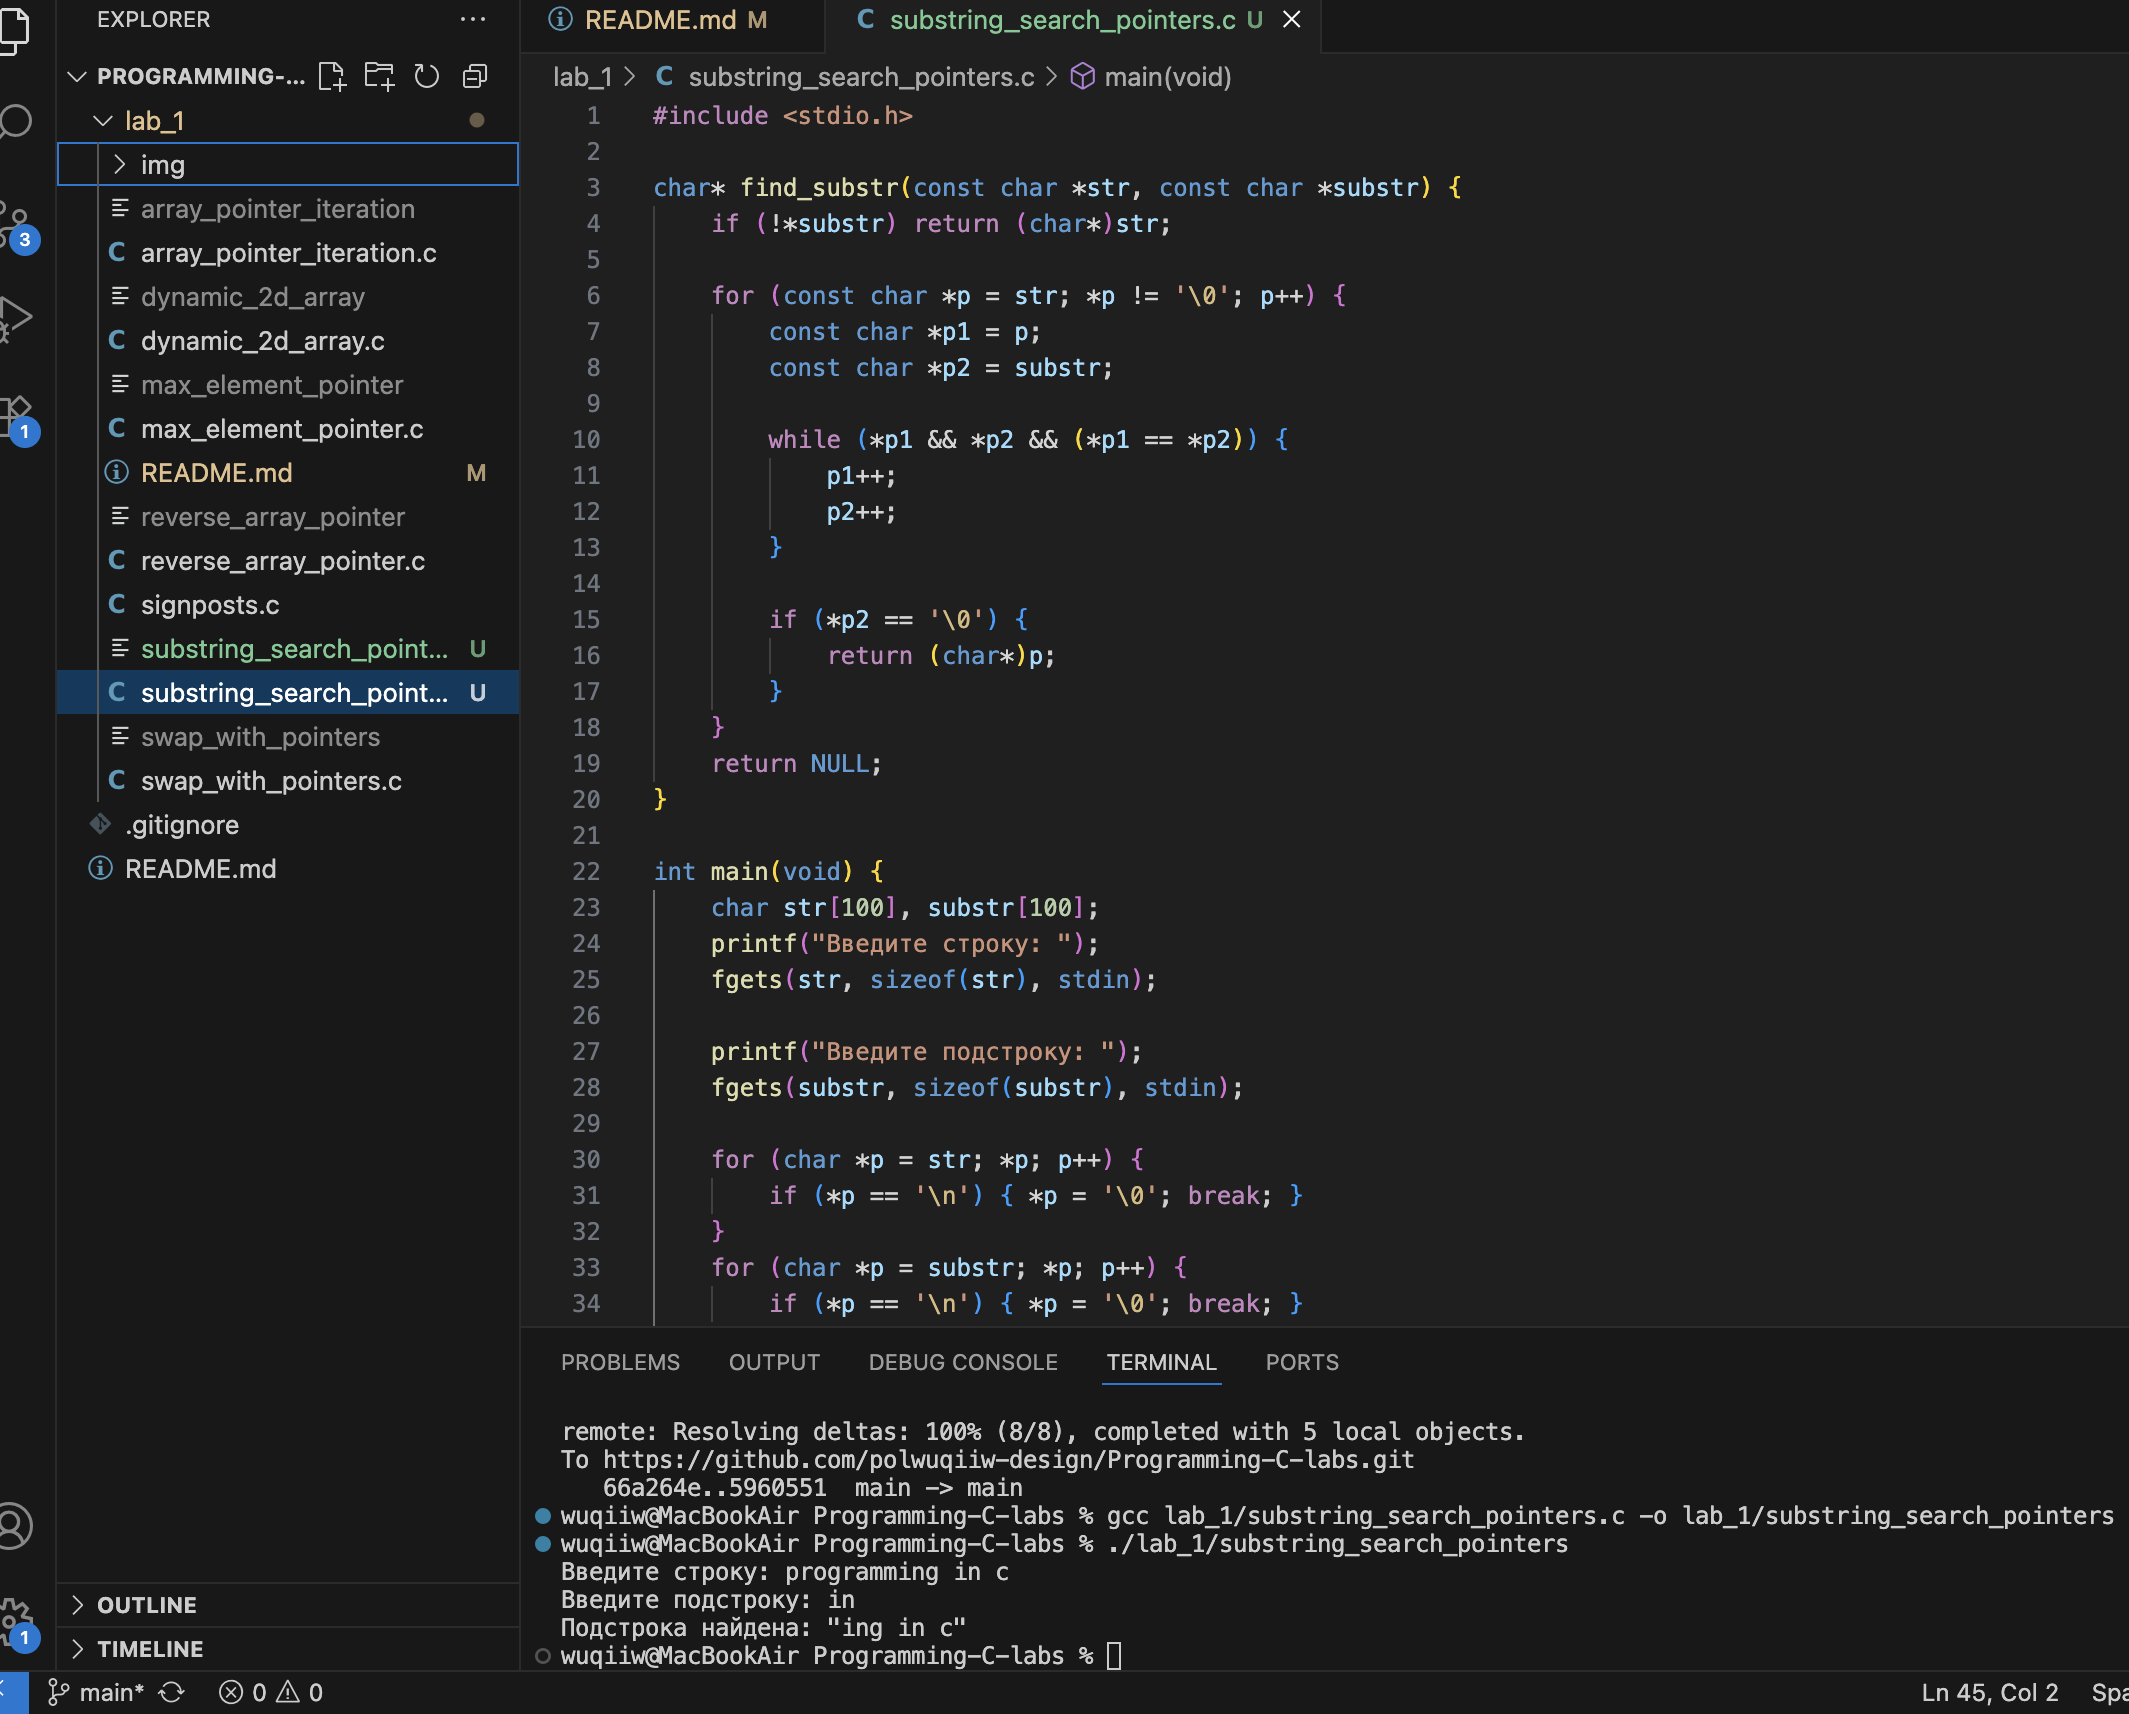 EXPLORER
PROGRAMMING-...
lab_1
img
array_pointer_iteration
C array_pointer_iteration.c
dynamic_2d_array
C dynamic_2d_array.c
max_element_pointer
C max_element_pointer.c
README.md M
reverse_array_pointer
C reverse_array_pointer.c
C signposts.c
substring_search_point... U
C substring_search_point... U
swap_with_pointers
C swap_with_pointers.c
.gitignore
README.md
OUTLINE
TIMELINE
3
1
1
README.md M
C substring_search_pointers.c U
lab_1 > C substring_search_pointers.c > main(void)
1 #include <stdio.h>
2
3 char* find_substr(const char *str, const char *substr) {
4 if (!*substr) return (char*)str;
5
6 for (const char *p = str; *p != '\0'; p++) {
7 const char *p1 = p;
8 const char *p2 = substr;
9
10 while (*p1 && *p2 && (*p1 == *p2)) {
11 p1++;
12 p2++;
13 }
14
15 if (*p2 == '\0') {
16 return (char*)p;
17 }
18 }
19 return NULL;
20 }
21
22 int main(void) {
23 char str[100], substr[100];
24 printf("Введите строку: ");
25 fgets(str, sizeof(str), stdin);
26
27 printf("Введите подстроку: ");
28 fgets(substr, sizeof(substr), stdin);
29
30 for (char *p = str; *p; p++) {
31 if (*p == '\n') { *p = '\0'; break; }
32 }
33 for (char *p = substr; *p; p++) {
34 if (*p == '\n') { *p = '\0'; break; }
PROBLEMS OUTPUT DEBUG CONSOLE TERMINAL PORTS
remote: Resolving deltas: 100% (8/8), completed with 5 local objects.
To https://github.com/polwuqiiw-design/Programming-C-labs.git
66a264e..5960551 main -> main
wuqiiw@MacBookAir Programming-C-labs % gcc lab_1/substring_search_pointers.c -o lab_1/substring_search_pointers
wuqiiw@MacBookAir Programming-C-labs % ./lab_1/substring_search_pointers
Введите строку: programming in c
Введите подстроку: in
Подстрока найдена: "ing in c"
wuqiiw@MacBookAir Programming-C-labs %
main* 0 0
Ln 45, Col 2 Spa